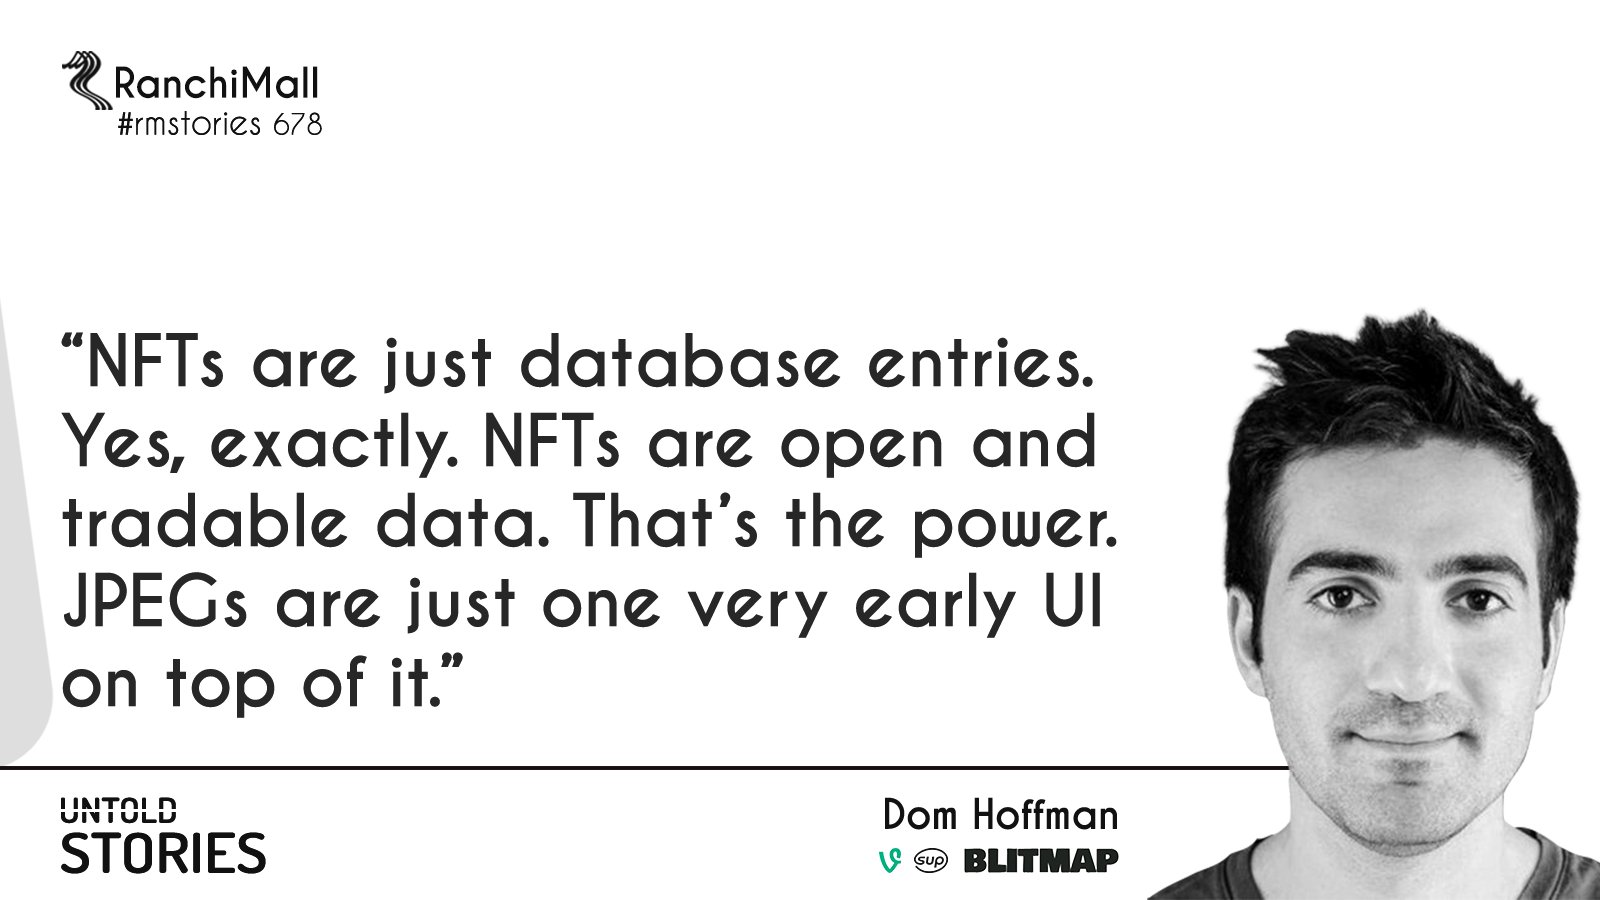 RanchiMall
#rmstories 678
“NFTs are just database entries.
Yes, exactly. NFTs are open and
tradable data. That’s the power.
JPEGs are just one very early UI
on top of it.”
UNTOLD
STORIES
Dom Hoffman
sup BLITMAP